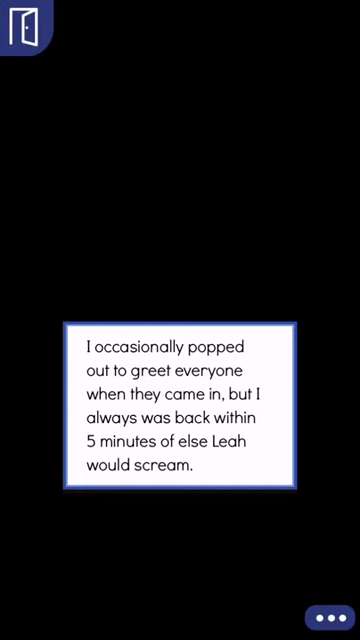 I occasionally popped
out to greet everyone
when they came in, but I
always was back within
5 minutes of else Leah
would scream.